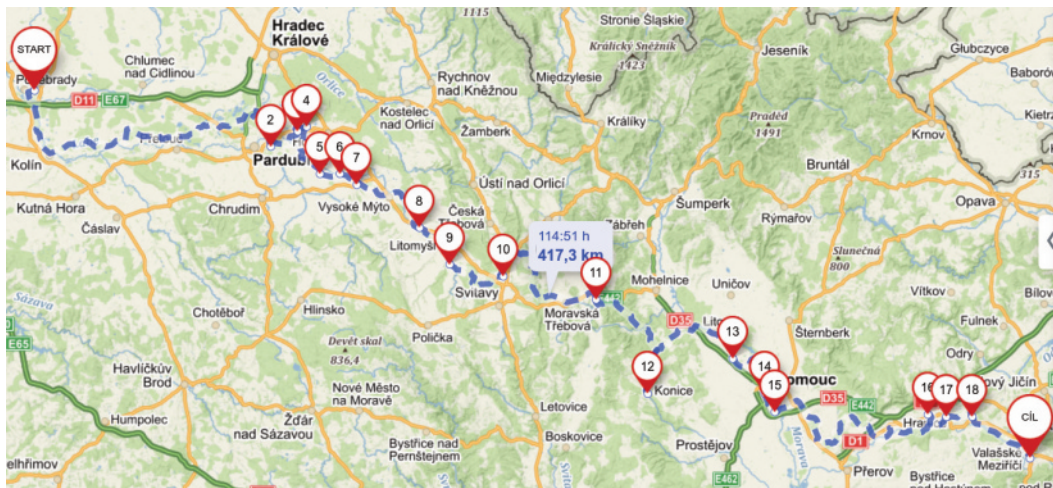 START
Hradec
Králové
1115
Stronie Śląskie
Králický Sněžník
1423
Jeseník
Głubczyce
Chlumec
nad Cidlinou
Orlice
Rychnov
nad Kněžnou
Międzylesie
D11
E67
2
4
Kostelec
nad Orlicí
Žamberk
Králíky
Praděd
1491
Krnov
Kolín
5
6
7
Bruntál
315
Kutná Hora
Chrudim
Vysoké Mýto
8
Ústí nad Orlicí
Šumperk
Rýmařov
Opava
Čáslav
Česká
Třebová
Litomyšl
9
10
114:51 h
417,3 km
Zábřeh
11
Slunečná
800
Mohelnice
Uničov
Vítkov
Sázava
Chotěboř
Hlinsko
Svitavy
Moravská
Třebová
D35
13
Šternberk
Fulnek
E65
Polička
Devět skal
836,4
12
Konice
14
15
Odry
Havlíčkův
Brod
Nové Město
na Moravě
Letovice
D35
E442
16
17
18
CÍL
Humpolec
Žďár
nad Sázavou
Bystřice nad
Pernštejnem
Boskovice
Prostějov
Morava
D1
Valašské
Meziříčí
E462
Přerov
Bystřice